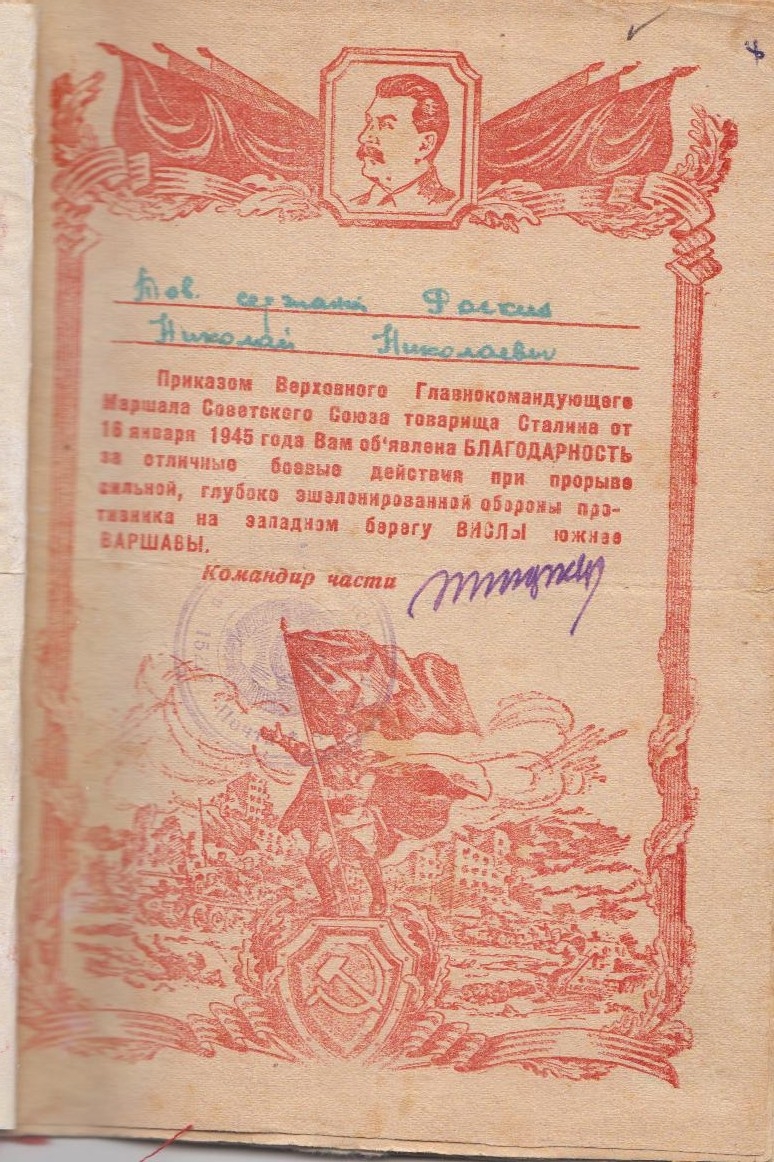 Тов. сержант
Николай Николаевич
Приказом Верховного Главнокомандующего
Маршала Советского Союза товарища Сталина от
16 января 1945 года Вам об'явлена БЛАГОДАРНОСТЬ
за отличные боевые действия при прорыве
сильной, глубоко эшелонированной обороны про-
тивника на западном берегу ВИСЛЫ южнее
ВАРШАВЫ.
Командир части